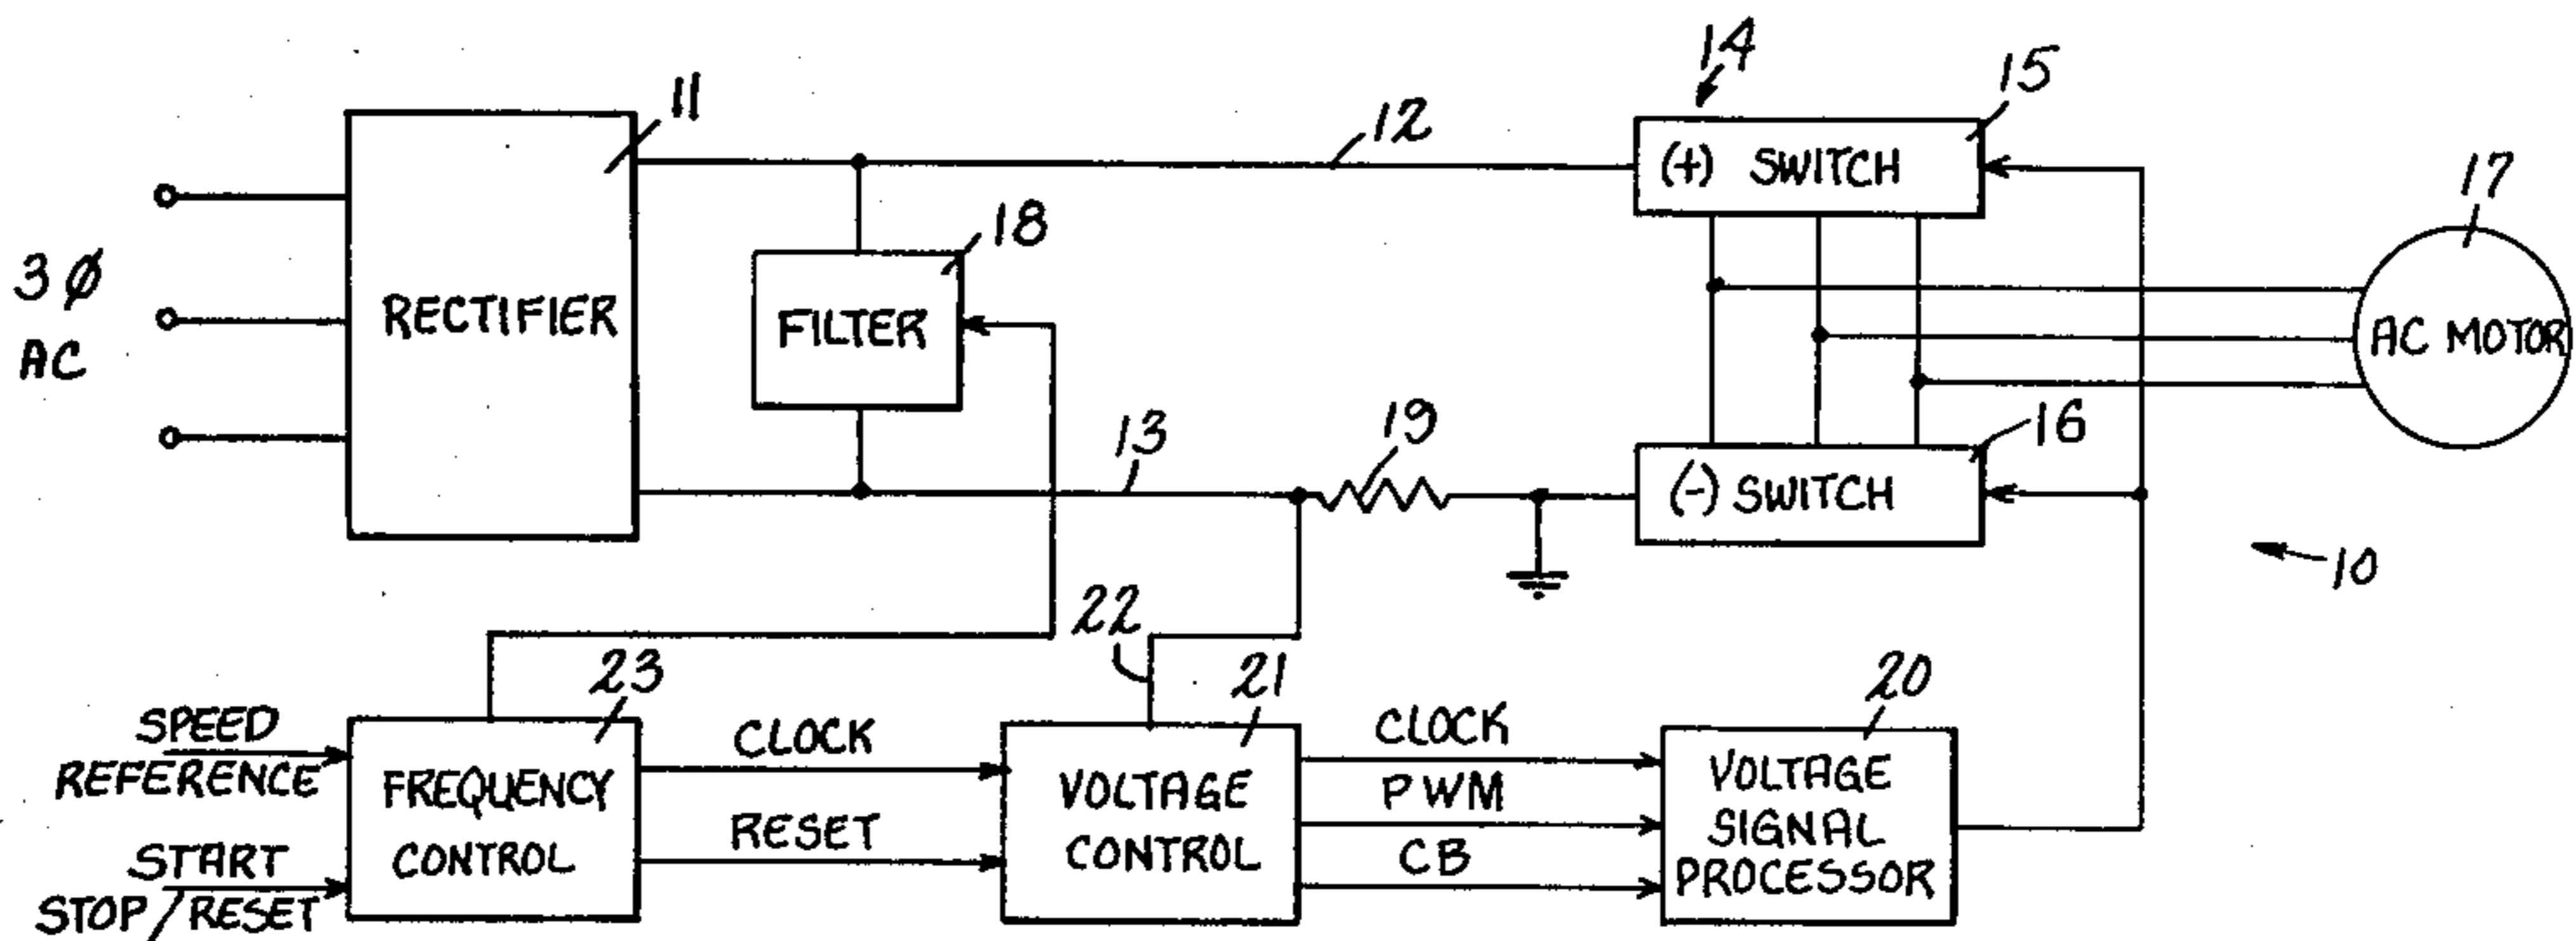 14
15
11
12
(+) SWITCH
17
18
3 Ø
AC
RECTIFIER
FILTER
AC MOTOR
13
19
16
(-) SWITCH
10
22
23
21
20
SPEED
REFERENCE
CLOCK
CLOCK
FREQUENCY
CONTROL
VOLTAGE
CONTROL
PWM
VOLTAGE
SIGNAL
PROCESSOR
RESET
CB
START
STOP/RESET